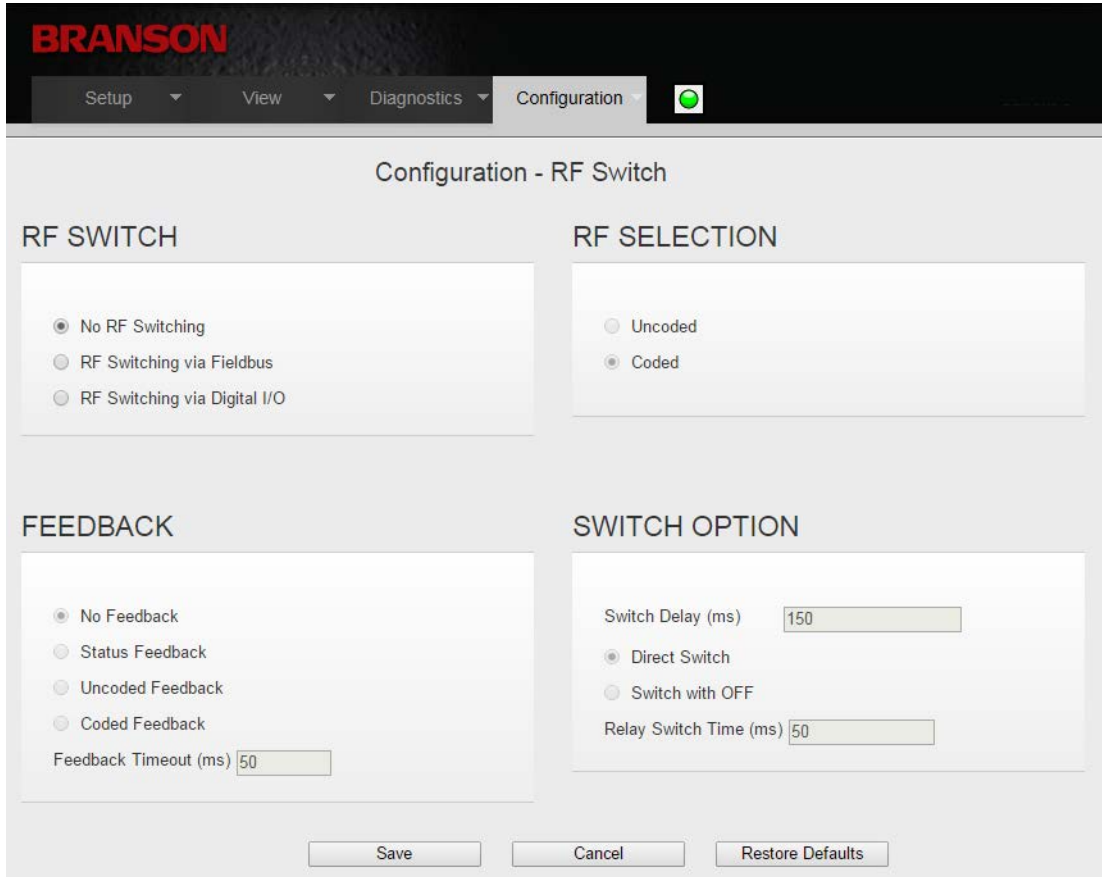 BRANSON
Setup View Diagnostics Configuration
Configuration - RF Switch
RF SWITCH
No RF Switching
RF Switching via Fieldbus
RF Switching via Digital I/O
RF SELECTION
Uncoded
Coded
FEEDBACK
No Feedback
Status Feedback
Uncoded Feedback
Coded Feedback
Feedback Timeout (ms) 50
SWITCH OPTION
Switch Delay (ms) 150
Direct Switch
Switch with OFF
Relay Switch Time (ms) 50
Save Cancel Restore Defaults